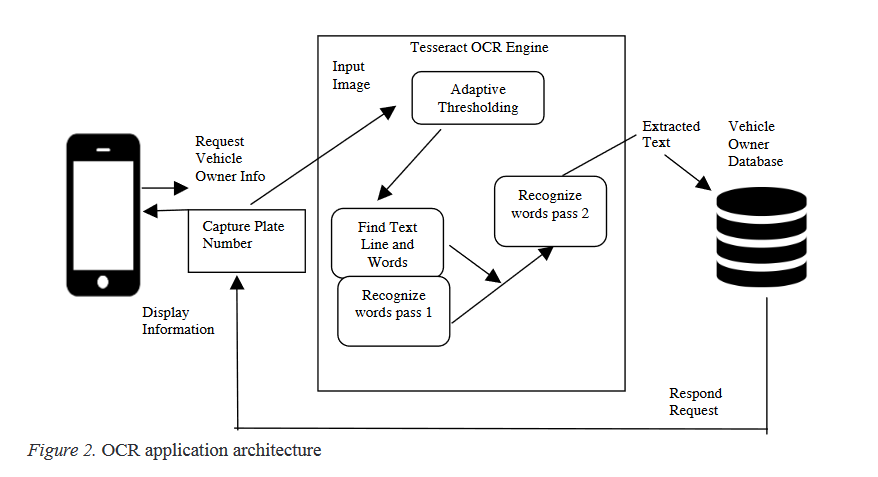 Tesseract OCR Engine
Input
Image
Adaptive
Thresholding
Request
Vehicle
Owner Info
Extracted
Text
Vehicle
Owner
Database
Capture Plate
Number
Find Text
Line and
Words
Recognize
words pass 2
Recognize
words pass 1
Display
Information
Respond
Request
Figure 2. OCR application architecture